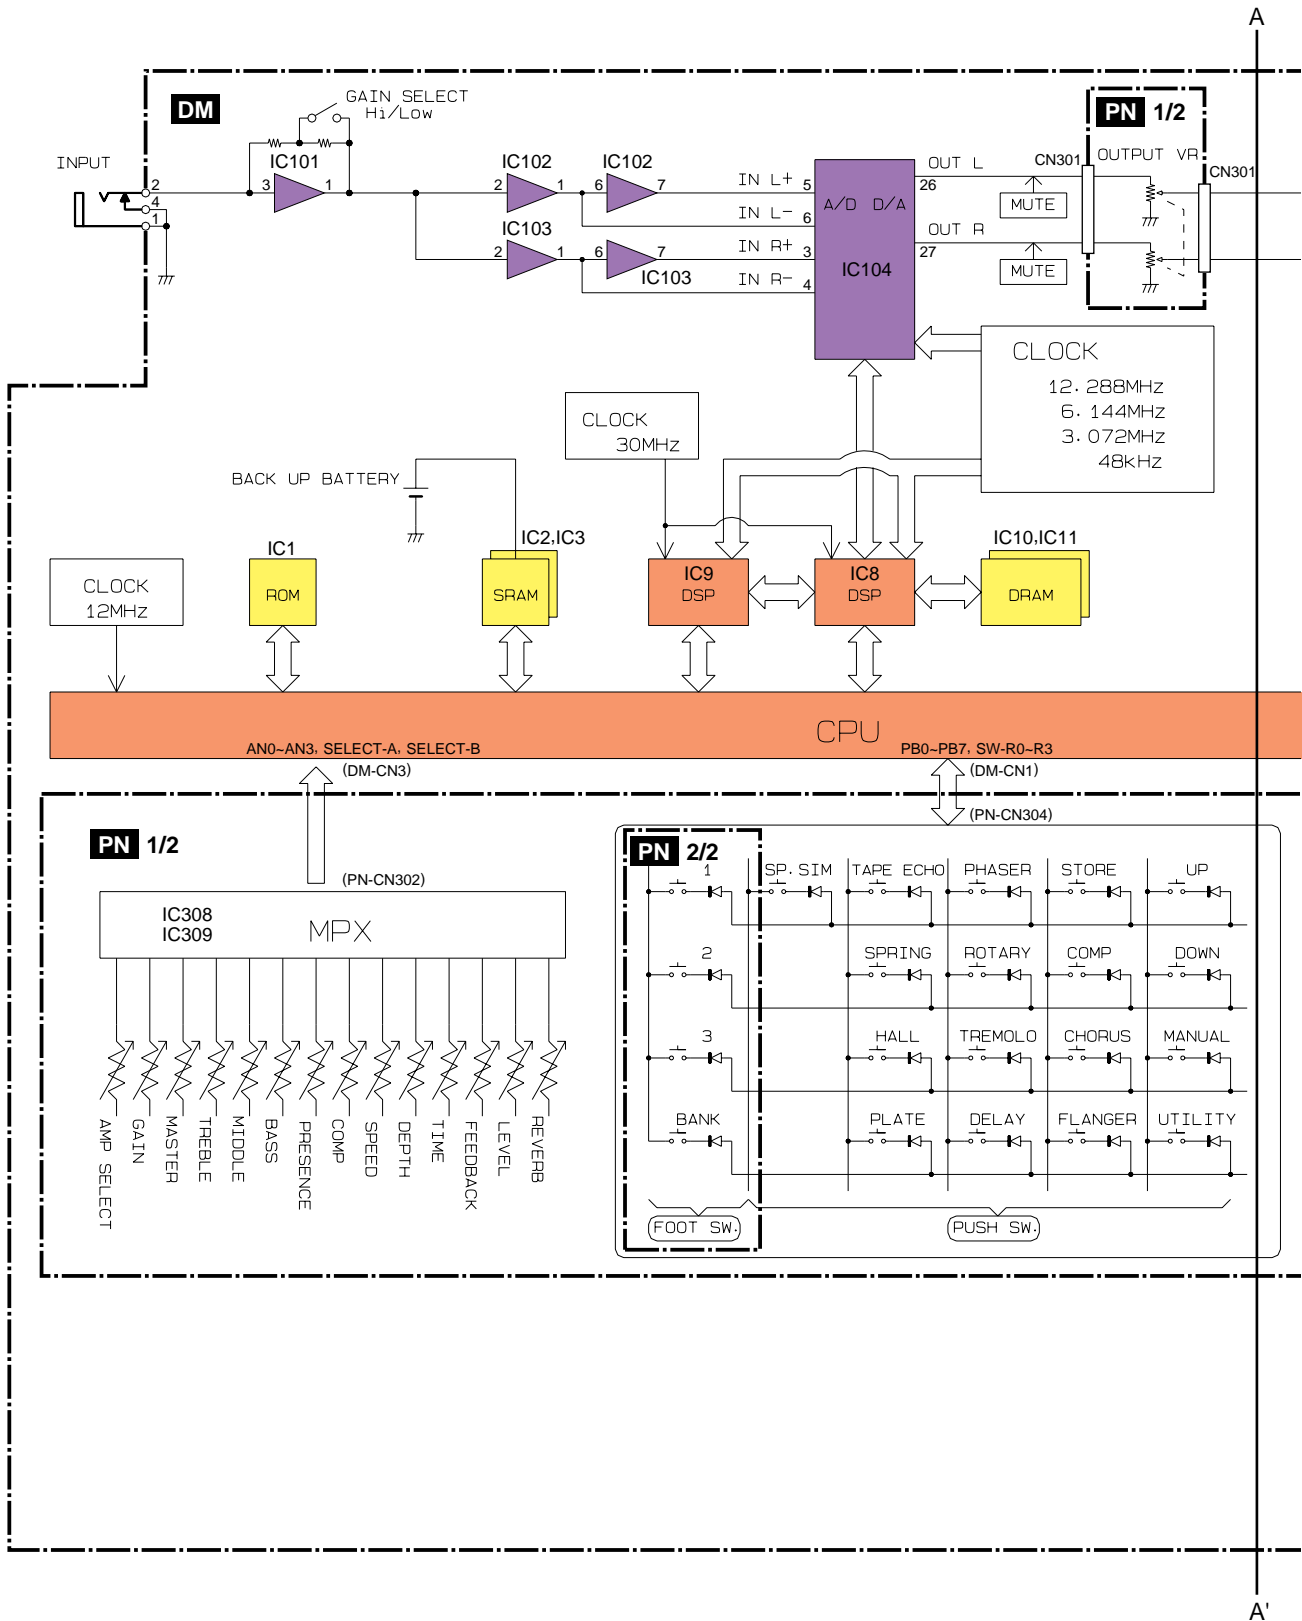 A
DM
GAIN SELECT
Hi/Low
PN 1/2
INPUT
IC101
IC102
IC102
OUT L
CN301
OUTPUT VR
CN301
2
3
1
2
1
6
7
IN L+
5
26
4
A/D D/A
MUTE
IN L-
6
1
IC103
OUT R
2
1
6
7
IN R+
3
27
IC103
IC104
MUTE
IN R-
4
CLOCK
12.288MHz
6.144MHz
3.072MHz
48kHz
CLOCK
30MHz
BACK UP BATTERY
IC1
IC2,IC3
IC10,IC11
CLOCK
12MHz
ROM
SRAM
IC9
DSP
IC8
DSP
DRAM
CPU
AN0~AN3, SELECT-A, SELECT-B
PB0~PB7, SW-R0~R3
(DM-CN3)
(DM-CN1)
(PN-CN304)
PN 1/2
PN 2/2
(PN-CN302)
IC308
IC309
MPX
1
SP.SIM
TAPE ECHO
PHASER
STORE
UP
2
SPRING
ROTARY
COMP
DOWN
3
HALL
TREMOLO
CHORUS
MANUAL
BANK
PLATE
DELAY
FLANGER
UTILITY
AMP SELECT
GAIN
MASTER
TREBLE
MIDDLE
BASS
PRESENCE
COMP
SPEED
DEPTH
TIME
FEEDBACK
LEVEL
REVERB
FOOT SW.
PUSH SW.
A'